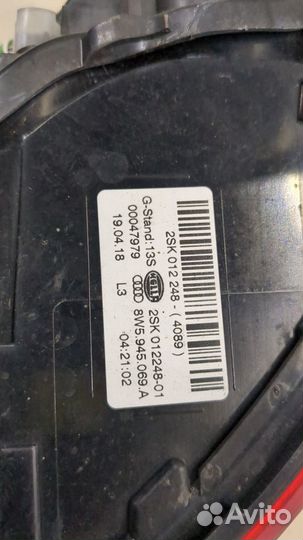 2SK 012 248 - ( 4089 )
G-Stand: 13S
00047979
19.04.18
L3
HELLA
2SK 012248-01
8W5.945.069.A
04:21:02
Avito